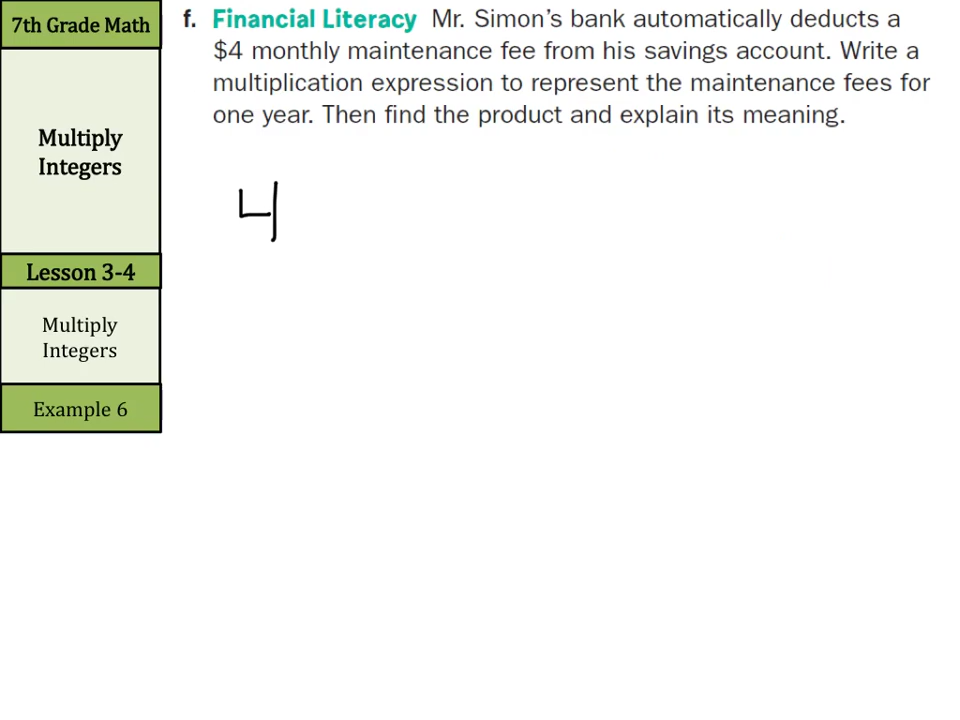 7th Grade Math
Multiply
Integers
Lesson 3-4
Multiply
Integers
Example 6
f. Financial Literacy Mr. Simon’s bank automatically deducts a
$4 monthly maintenance fee from his savings account. Write a
multiplication expression to represent the maintenance fees for
one year. Then find the product and explain its meaning.
4